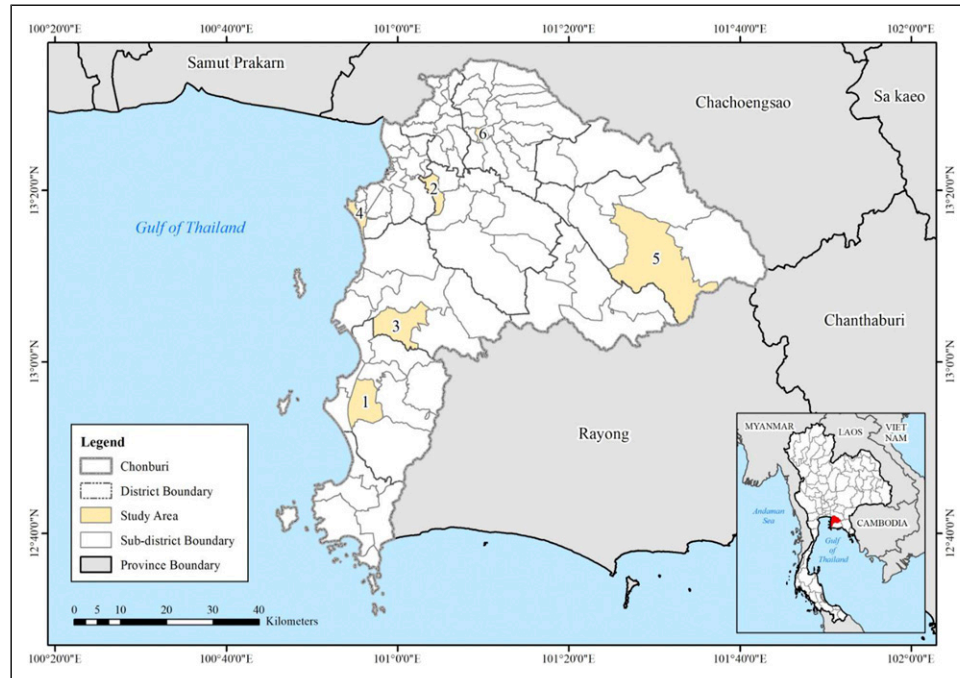 100°20'0"E 100°40'0"E 101°0'0"E 101°20'0"E 101°40'0"E 102°0'0"E
Samut Prakarn
Chachoengsao
Sa kaeo
6
13°20'0"N 13°20'0"N
2
4
Gulf of Thailand
5
3
Chanthaburi
13°0'0"N 13°0'0"N
1
Rayong
Legend
Chonburi
District Boundary
Study Area
Sub-district Boundary
Province Boundary
0 5 10 20 30 40
Kilometers
12°40'0"N 12°40'0"N
MYANMAR
LAOS
VIET
NAM
Andaman
Sea
CAMBODIA
Gulf
of
Thailand
100°20'0"E 100°40'0"E 101°0'0"E 101°20'0"E 101°40'0"E 102°0'0"E